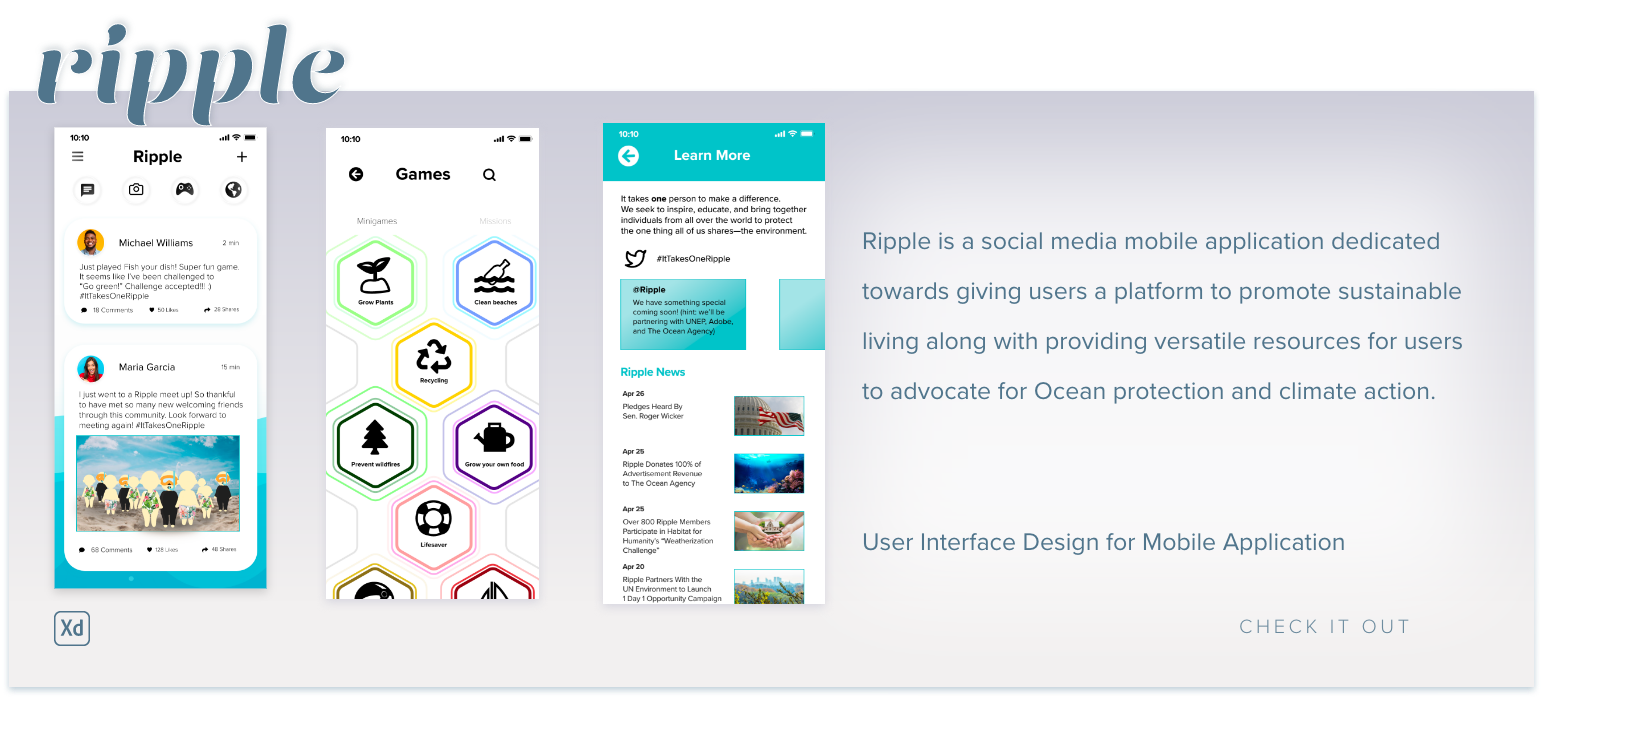 ripple
10:10
Ripple
Michael Williams
2 min
Just played Fish your dish! Super fun game.
It seems like I've been challenged to
"Go green!" Challenge accepted!!! :)
#ItTakesOneRipple
18 Comments
50 Likes
28 Shares
Maria Garcia
15 min
I just went to a Ripple meet up! So thankful
to have met so many new welcoming friends
through this community. Look forward to
meeting again! #ItTakesOneRipple
68 Comments
128 Likes
48 Shares
Xd
10:10
Games
Minigames
Missions
Grow Plants
Clean beaches
Recycling
Prevent wildfires
Grow your own food
Lifesaver
10:10
Learn More
It takes one person to make a difference.
We seek to inspire, educate, and bring together
individuals from all over the world to protect
the one thing all of us shares—the environment.
#ItTakesOneRipple
@Ripple
We have something special
coming soon! (hint: we'll be
partnering with UNEP, Adobe,
and The Ocean Agency)
Ripple News
Apr 26
Pledges Heard By
Sen. Roger Wicker
Apr 25
Ripple Donates 100% of
Advertisement Revenue
to The Ocean Agency
Apr 25
Over 800 Ripple Members
Participate in Habitat for
Humanity's "Weatherization
Challenge"
Apr 20
Ripple Partners With the
UN Environment to Launch
1 Day 1 Opportunity Campaign
Ripple is a social media mobile application dedicated
towards giving users a platform to promote sustainable
living along with providing versatile resources for users
to advocate for Ocean protection and climate action.
User Interface Design for Mobile Application
CHECK IT OUT